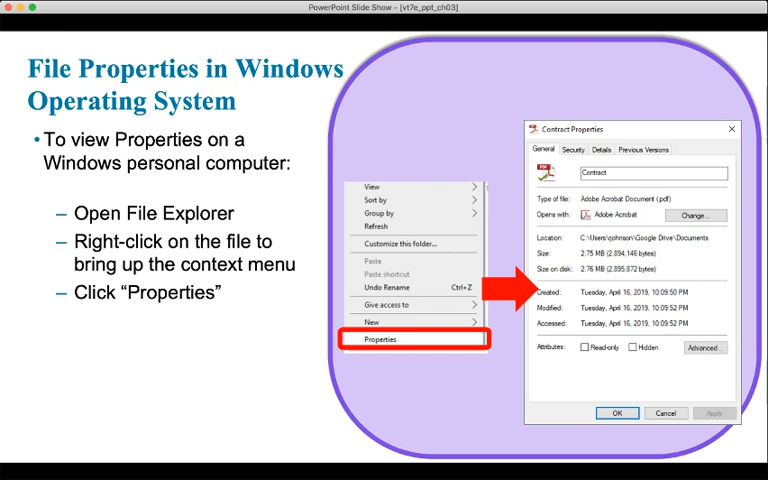 PowerPoint Slide Show - [vt7e_ppt_ch03]
File Properties in Windows
Operating System
• To view Properties on a
Windows personal computer:
– Open File Explorer
– Right-click on the file to
bring up the context menu
– Click “Properties”
View
Sort by
Group by
Refresh
Customize this folder...
Paste
Paste shortcut
Undo Rename Ctrl+Z
Give access to
New
Properties
Contract Properties
General Security Details Previous Versions
PDF
Contract
Type of file: Adobe Acrobat Document (.pdf)
Opens with: Adobe Acrobat Change...
Location: C:\Users\rjohnson\Google Drive\Documents
Size: 2.75 MB (2,894,146 bytes)
Size on disk: 2.76 MB (2,895,872 bytes)
Created: Tuesday, April 16, 2019, 10:09:50 PM
Modified: Tuesday, April 16, 2019, 10:09:52 PM
Accessed: Tuesday, April 16, 2019, 10:09:52 PM
Attributes: Read-only Hidden Advanced...
OK Cancel Apply